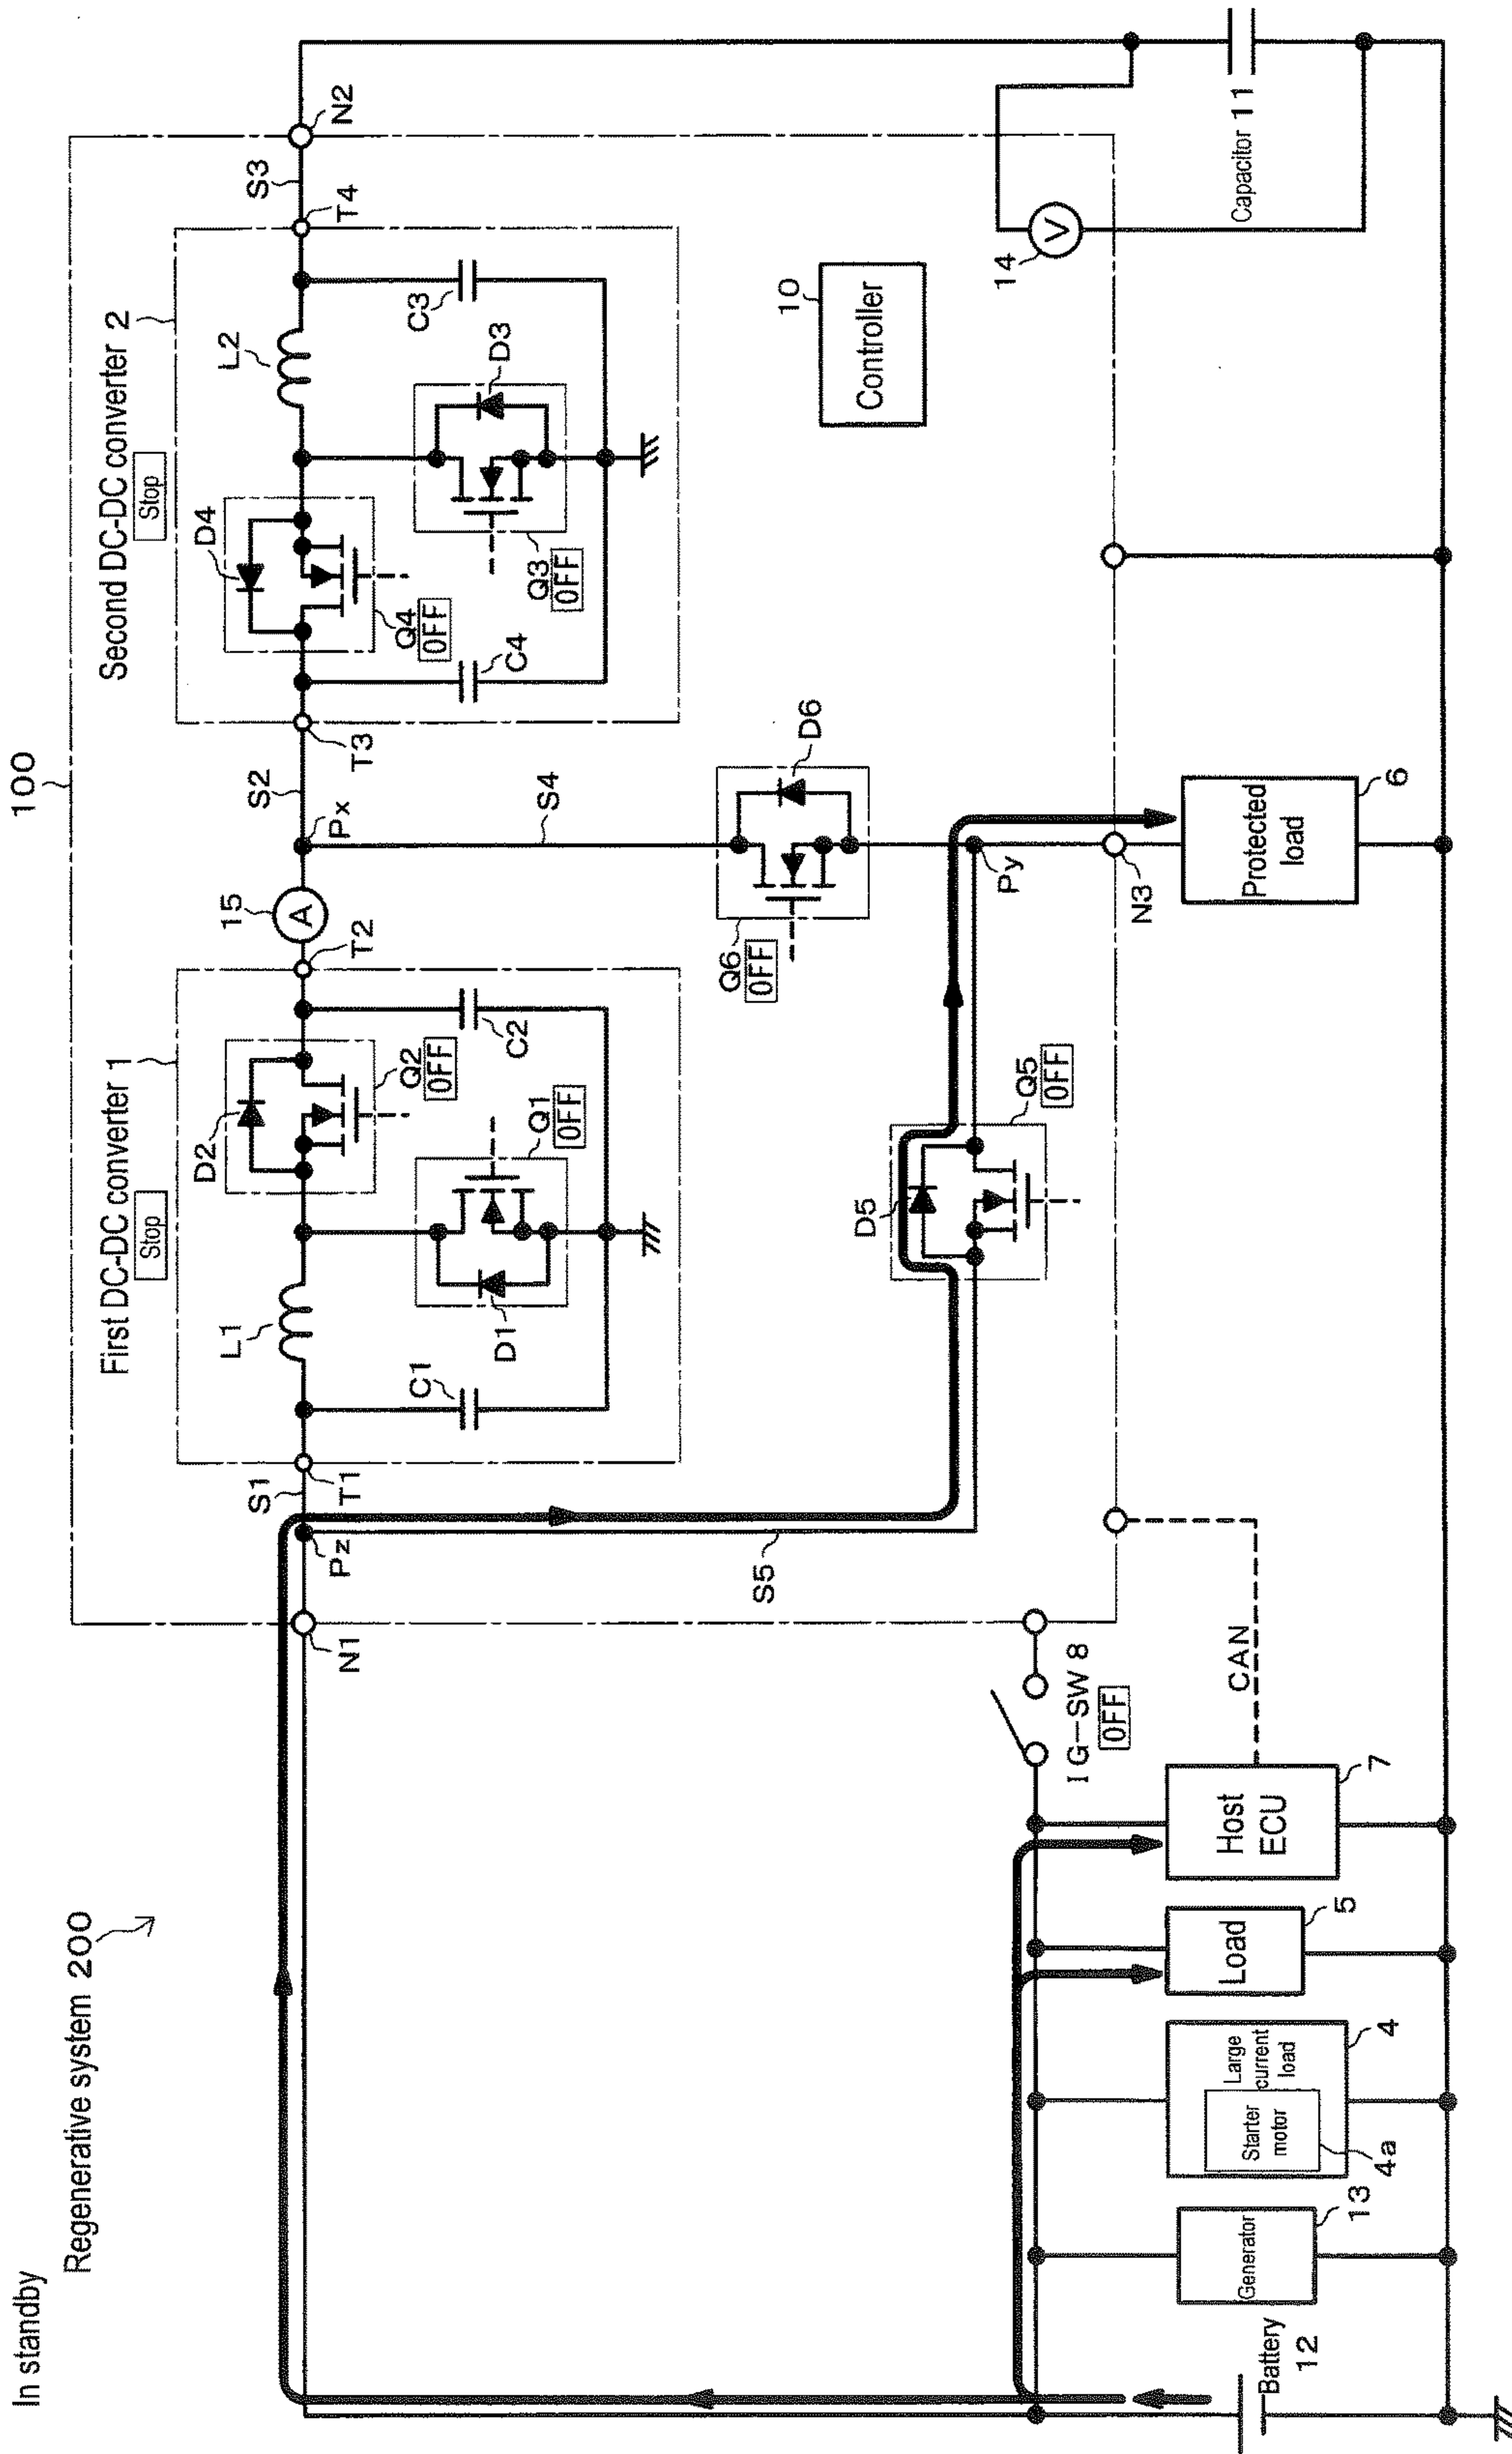 In standby
Regenerative system 200
100
First DC-DC converter 1
Stop
Second DC-DC converter 2
Stop
N1
Pz
S1
T1
L1
C1
D1
Q1
OFF
D2
Q2
OFF
C2
T2
15
A
Px
S2
T3
D4
Q4
OFF
C4
L2
D3
Q3
OFF
C3
T4
S3
N2
S4
S5
D5
Q5
OFF
D6
Q6
OFF
Py
N3
10
Controller
14
V
Capacitor 11
Protected
load
6
IG-SW 8
OFF
CAN
Battery
12
Generator
13
Large
current
load
4
Starter
motor
4a
Load
5
Host
ECU
7